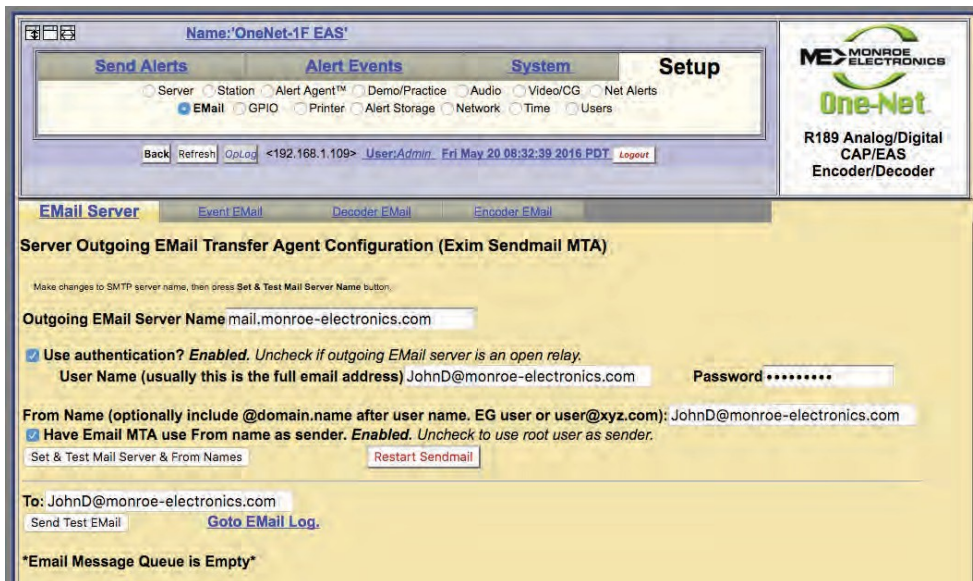 Name:'OneNet-1F EAS'
Send Alerts Alert Events System Setup
Server Station Alert Agent™ Demo/Practice Audio Video/CG Net Alerts
EMail GPIO Printer Alert Storage Network Time Users
Back Refresh OpLog <192.168.1.109> User:Admin Fri May 20 08:32:39 2016 PDT Logout
MONROE
ELECTRONICS
One-Net
R189 Analog/Digital
CAP/EAS
Encoder/Decoder
EMail Server Event EMail Decoder EMail Encoder EMail
Server Outgoing EMail Transfer Agent Configuration (Exim Sendmail MTA)
Make changes to SMTP server name, then press Set & Test Mail Server Name button.
Outgoing EMail Server Name mail.monroe-electronics.com
Use authentication? Enabled. Uncheck if outgoing EMail server is an open relay.
User Name (usually this is the full email address) JohnD@monroe-electronics.com Password •••••••••
From Name (optionally include @domain.name after user name. EG user or user@xyz.com): JohnD@monroe-electronics.com
Have Email MTA use From name as sender. Enabled. Uncheck to use root user as sender.
Set & Test Mail Server & From Names Restart Sendmail
To: JohnD@monroe-electronics.com
Send Test EMail Goto EMail Log.
*Email Message Queue is Empty*